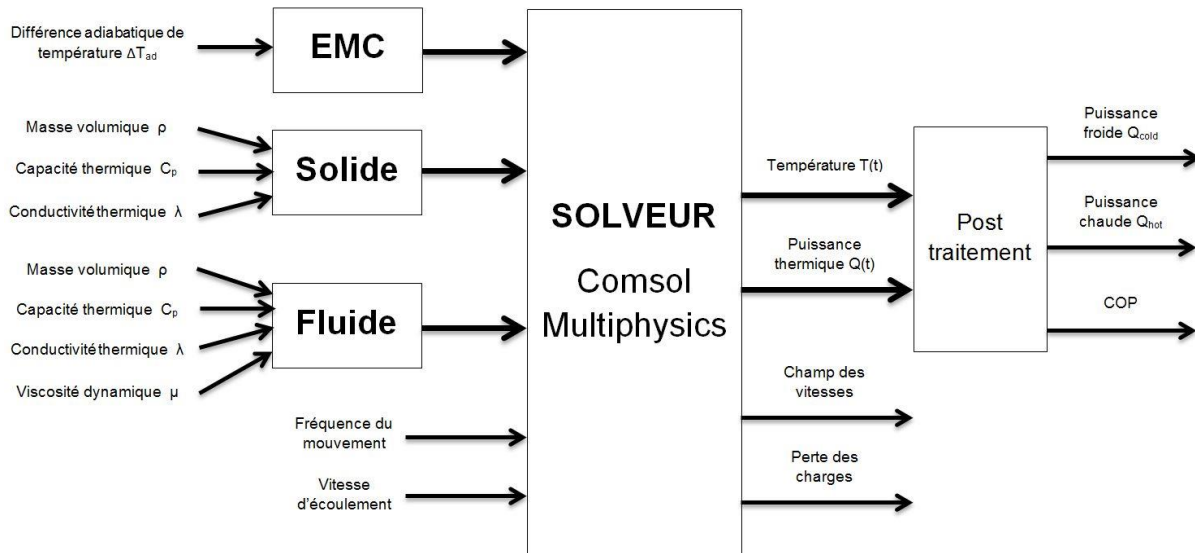 Différence adiabatique de
température ΔTad
EMC
Masse volumique ρ
Capacité thermique Cp
Conductivité thermique λ
Solide
Masse volumique ρ
Capacité thermique Cp
Conductivité thermique λ
Viscosité dynamique µ
Fluide
Fréquence du
mouvement
Vitesse
d'écoulement
SOLVEUR
Comsol
Multiphysics
Température T(t)
Puissance
thermique Q(t)
Champ des
vitesses
Perte des
charges
Post
traitement
Puissance
froide Qcold
Puissance
chaude Qhot
COP